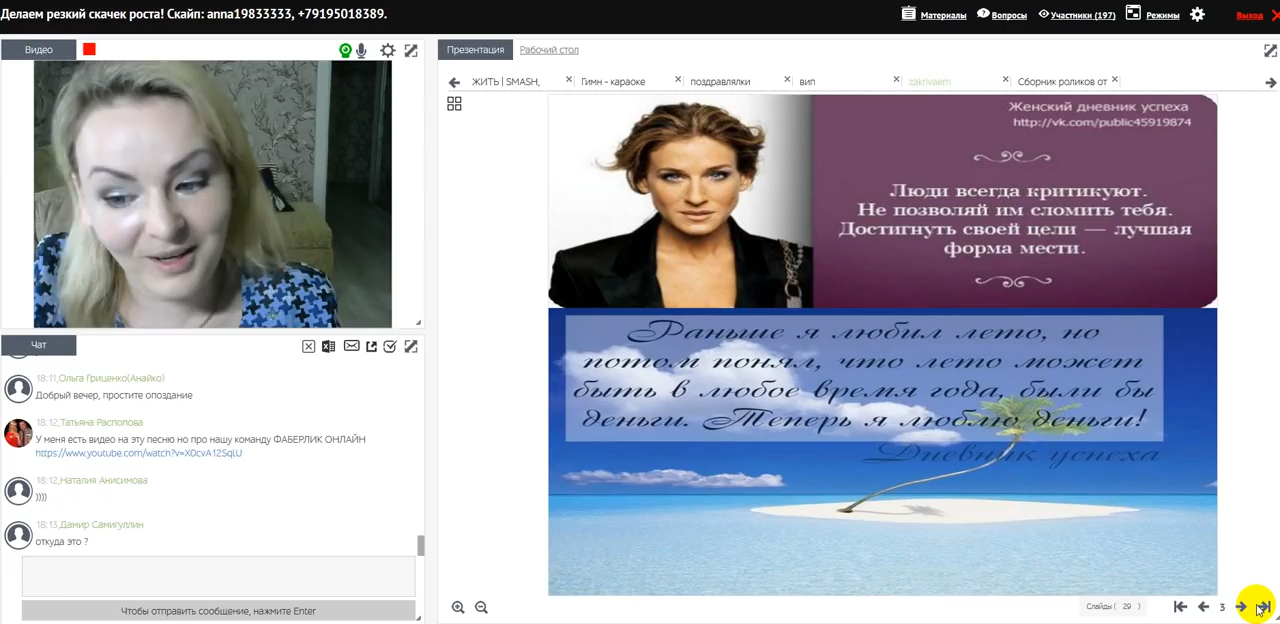 Делаем резкий скачек роста! Скайп: anna19833333, +79195018389.
Материалы Вопросы Участники (197) Режимы Выход
Видео
Презентация Рабочий стол
ЖИТЬ | SMASH, Гимн - караоке поздравлялки вип zakrivaem Сборник роликов от
Женский дневник успеха
http://vk.com/public45919874
Люди всегда критикуют.
Не позволяй им сломить тебя.
Достигнуть своей цели — лучшая
форма мести.
Раньше я любил лето, но
потом понял, что лето может
быть в любое время года, были бы
деньги. Теперь я люблю деньги!
Дневник успеха
Чат
18:11, Ольга Гриценко(Анайко)
Добрый вечер, простите опоздание
18:12, Татьяна Распопова
У меня есть видео на эту песню но про нашу команду ФАБЕРЛИК ОНЛАЙН
https://www.youtube.com/watch?v=X0cvA12SqlU
18:12, Наталия Анисимова
))))
18:13, Дамир Самигуллин
откуда это ?
Чтобы отправить сообщение, нажмите Enter
Слайды ( 29 ) 3